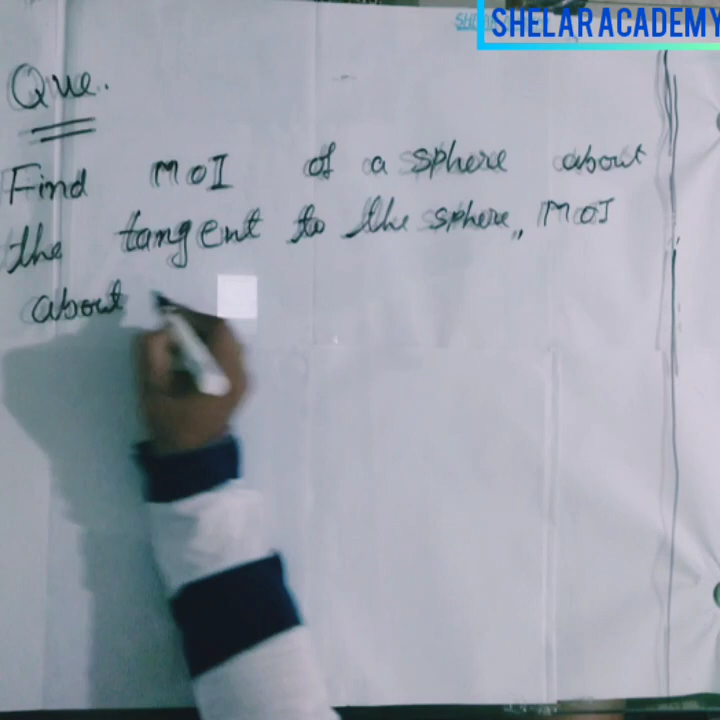 SHELAR ACADEMY
Que.
Find MOI of a sphere about
the tangent to the sphere, MOI
about